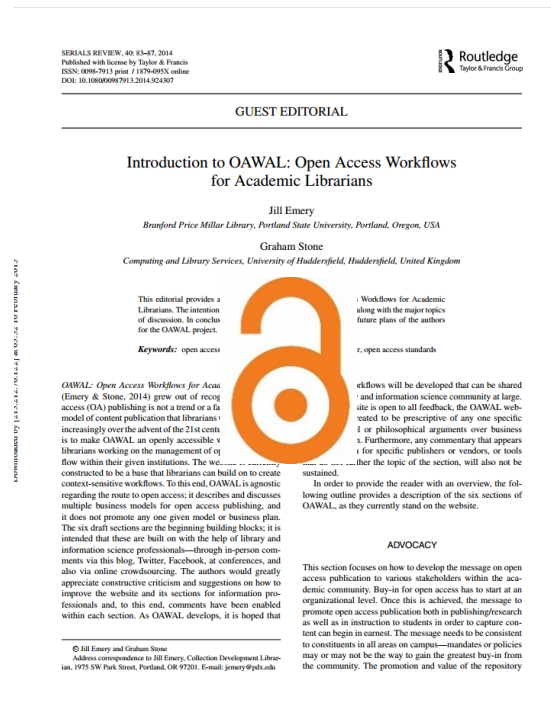 SERIALS REVIEW, 40: 83–87, 2014
Published with license by Taylor & Francis
ISSN: 0098-7913 print / 1879-095X online
DOI: 10.1080/00987913.2014.924307
Routledge
Taylor & Francis Group
ROUTLEDGE
GUEST EDITORIAL
Introduction to OAWAL: Open Access Workflows
for Academic Librarians
Jill Emery
Branford Price Millar Library, Portland State University, Portland, Oregon, USA
Graham Stone
Computing and Library Services, University of Huddersfield, Huddersfield, United Kingdom
This editorial provides a Workflows for Academic
Librarians. The intention along with the major topics
of discussion. In conclus future plans of the authors
for the OAWAL project.
Keywords: open access r, open access standards
OAWAL: Open Access Workflows for Acad
(Emery & Stone, 2014) grew out of recog
access (OA) publishing is not a trend or a fa
model of content publication that librarians
increasingly over the advent of the 21st centu
is to make OAWAL an openly accessible
librarians working on the management of op
flow within their given institutions. The
constructed to be a base that librarians can build on to create
context-sensitive workflows. To this end, OAWAL is agnostic
regarding the route to open access; it describes and discusses
multiple business models for open access publishing, and
it does not promote any one given model or business plan.
The six draft sections are the beginning building blocks; it is
intended that these are built on with the help of library and
information science professionals—through in-person com-
ments via this blog, Twitter, Facebook, at conferences, and
also via online crowdsourcing. The authors would greatly
appreciate constructive criticism and suggestions on how to
improve the website and its sections for information pro-
fessionals and, to this end, comments have been enabled
within each section. As OAWAL develops, it is hoped that
© Jill Emery and Graham Stone
Address correspondence to Jill Emery, Collection Development Librar-
ian, 1975 SW Park Street, Portland, OR 97201. E-mail: jemery@pdx.edu
rkflows will be developed that can be shared
and information science community at large.
site is open to all feedback, the OAWAL web-
reated to be prescriptive of any one specific
l or philosophical arguments over business
n. Furthermore, any commentary that appears
for specific publishers or vendors, or tools
ther the topic of the section, will also not be
sustained.
In order to provide the reader with an overview, the fol-
lowing outline provides a description of the six sections of
OAWAL, as they currently stand on the website.
ADVOCACY
This section focuses on how to develop the message on open
access publication to various stakeholders within the aca-
demic community. Buy-in for open access has to start at an
organizational level. Once this is achieved, the message to
promote open access publication both in publishing/research
as well as in instruction to students in order to capture con-
tent can begin in earnest. The message needs to be consistent
to constituents in all areas on campus—mandates or policies
may or may not be the way to gain the greatest buy-in from
the community. The promotion and value of the repository